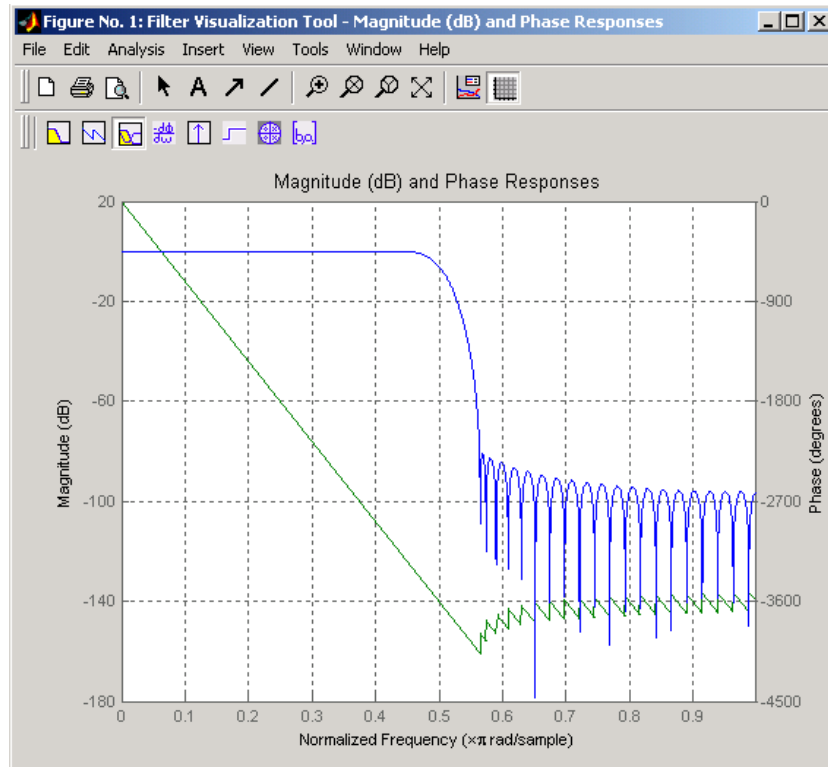 Figure No. 1: Filter Visualization Tool - Magnitude (dB) and Phase Responses
File Edit Analysis Insert View Tools Window Help
A
[b,a]
Magnitude (dB) and Phase Responses
20
-20
-60
-100
-140
-180
Magnitude (dB)
0
-900
-1800
-2700
-3600
-4500
Phase (degrees)
0 0.1 0.2 0.3 0.4 0.5 0.6 0.7 0.8 0.9
Normalized Frequency (×π rad/sample)